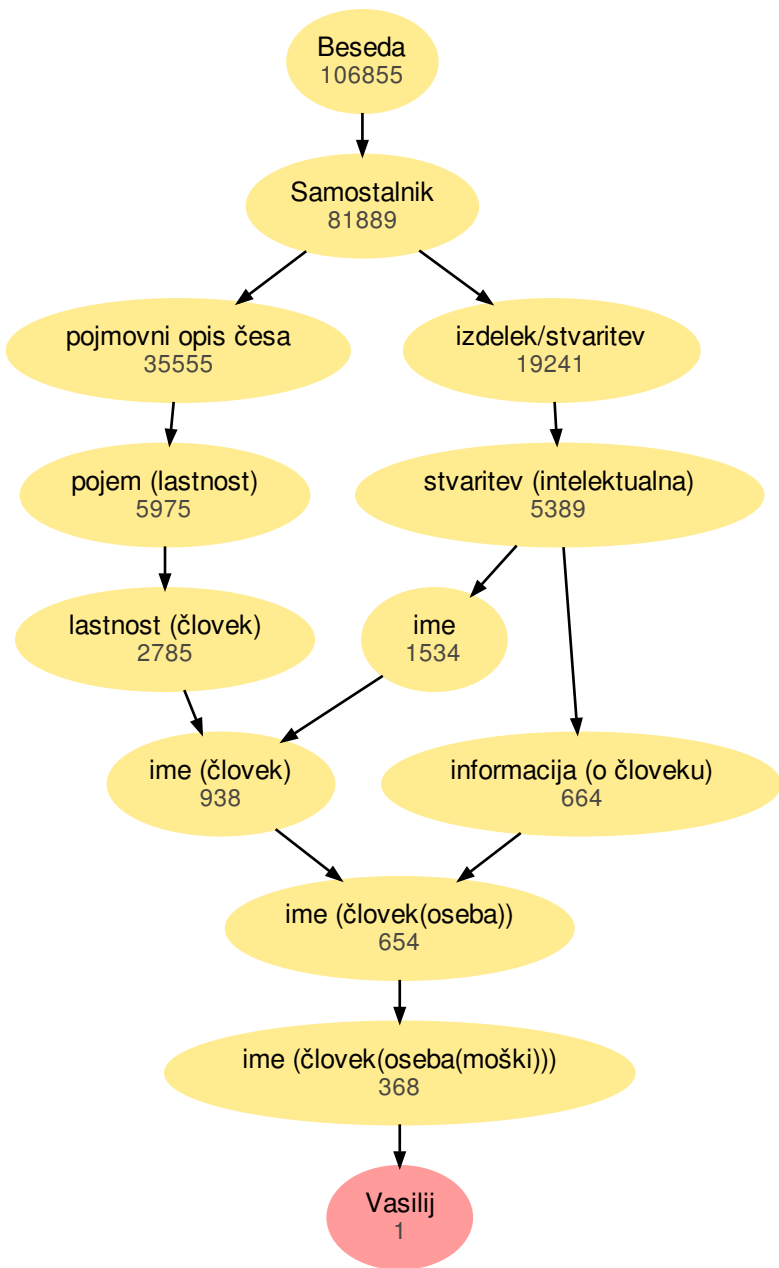 Beseda
106855
Samostalnik
81889
pojmovni opis česa
35555
izdelek/stvaritev
19241
pojem (lastnost)
5975
stvaritev (intelektualna)
5389
lastnost (človek)
2785
ime
1534
ime (človek)
938
informacija (o človeku)
664
ime (človek(oseba))
654
ime (človek(oseba(moški)))
368
Vasilij
1